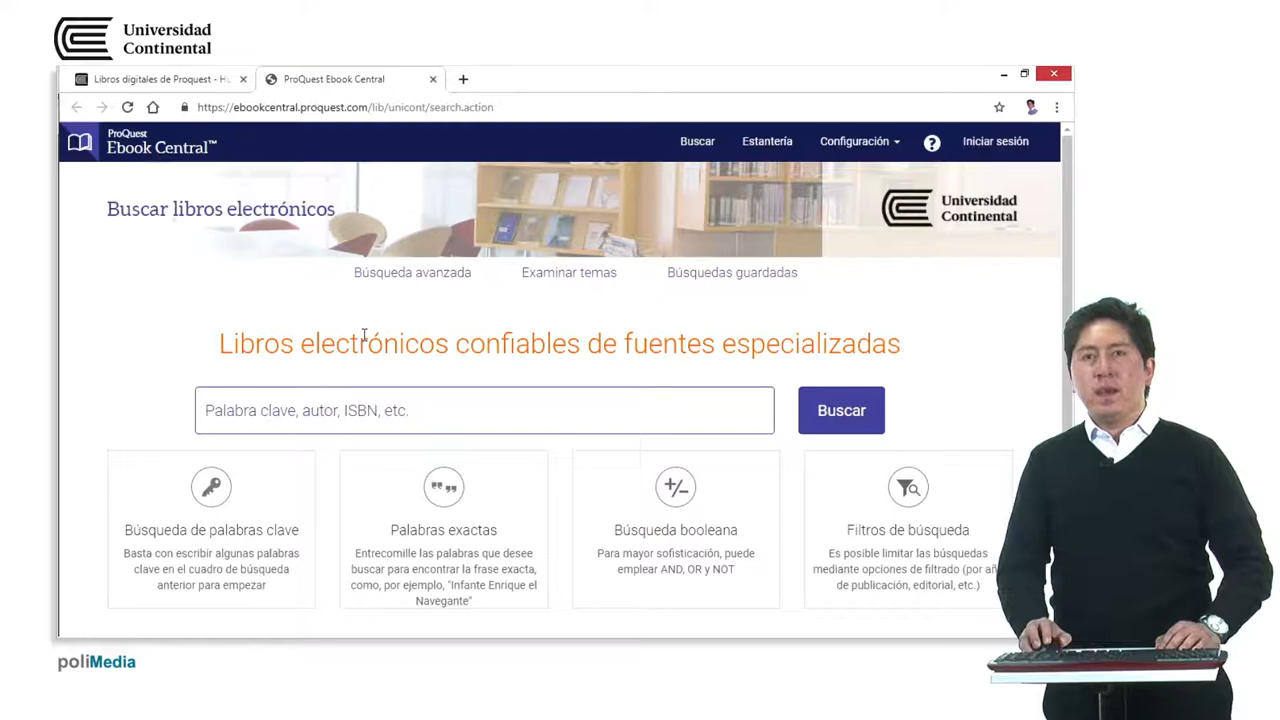 Universidad
Continental
Libros digitales de Proquest - Hu
ProQuest Ebook Central
https://ebookcentral.proquest.com/lib/unicont/search.action
ProQuest
Ebook Central™
Buscar
Estantería
Configuración
Iniciar sesión
Buscar libros electrónicos
Universidad
Continental
Búsqueda avanzada
Examinar temas
Búsquedas guardadas
Libros electrónicos confiables de fuentes especializadas
Palabra clave, autor, ISBN, etc.
Buscar
Búsqueda de palabras clave
Basta con escribir algunas palabras
clave en el cuadro de búsqueda
anterior para empezar
Palabras exactas
Entrecomille las palabras que desee
buscar para encontrar la frase exacta,
como, por ejemplo, "Infante Enrique el
Navegante"
Búsqueda booleana
Para mayor sofisticación, puede
emplear AND, OR y NOT
Filtros de búsqueda
Es posible limitar las búsquedas
mediante opciones de filtrado (por añ
de publicación, editorial, etc.)
poliMedia